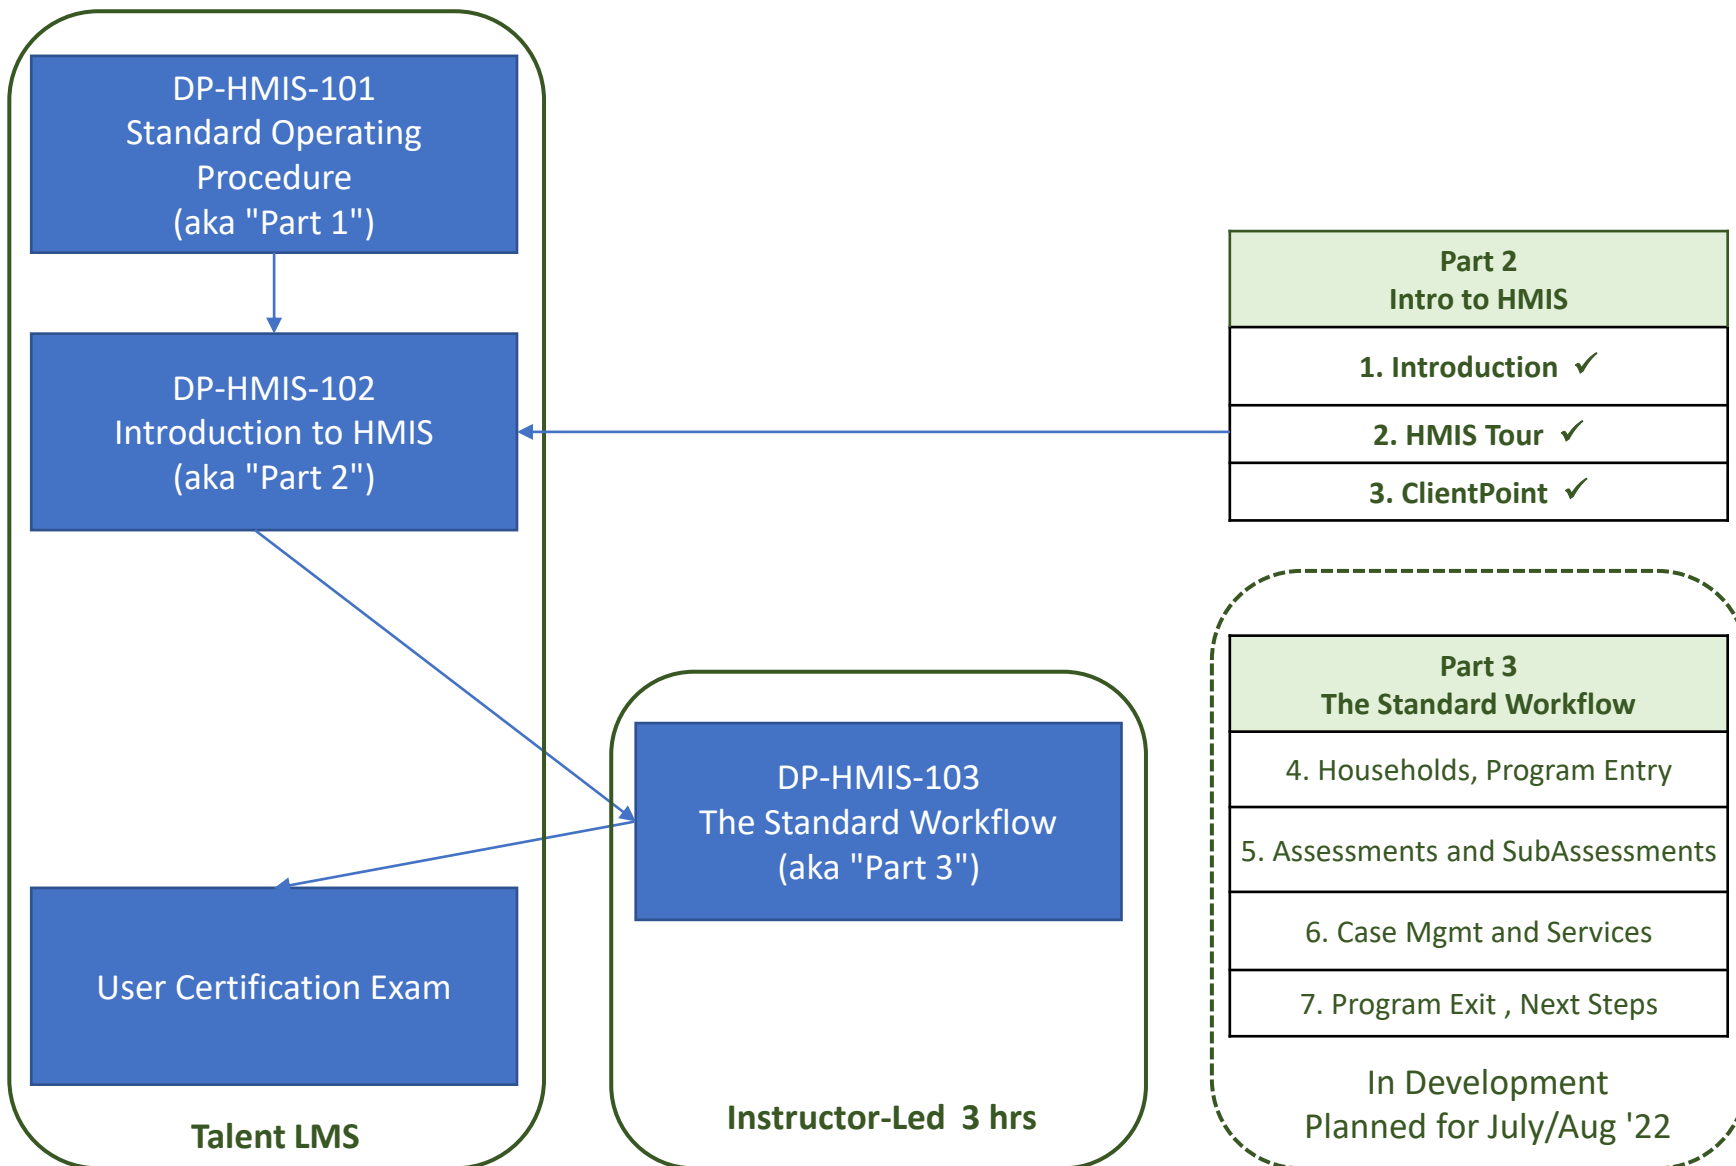 DP-HMIS-101
Standard Operating
Procedure
(aka "Part 1")
DP-HMIS-102
Introduction to HMIS
(aka "Part 2")
User Certification Exam
Talent LMS
DP-HMIS-103
The Standard Workflow
(aka "Part 3")
Instructor-Led 3 hrs
Part 2
Intro to HMIS
1. Introduction ✓
2. HMIS Tour ✓
3. ClientPoint ✓
Part 3
The Standard Workflow
4. Households, Program Entry
5. Assessments and SubAssessments
6. Case Mgmt and Services
7. Program Exit , Next Steps
In Development
Planned for July/Aug '22